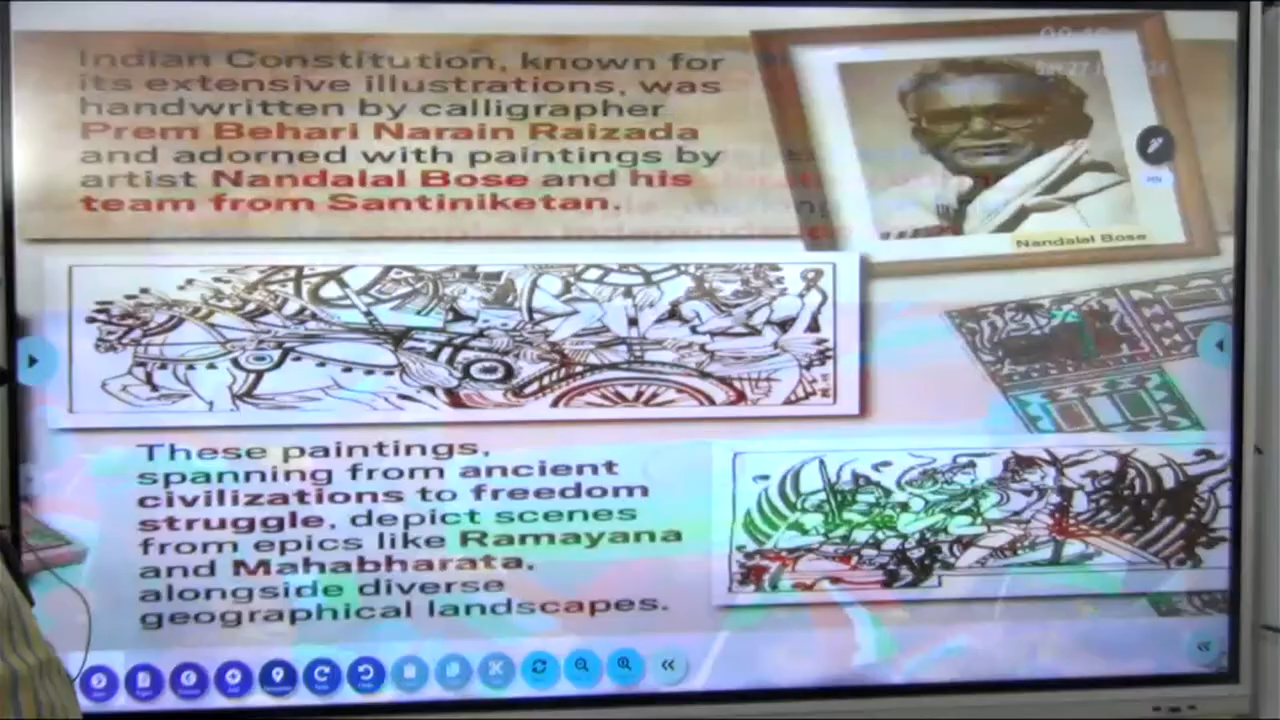 Indian Constitution, known for
its extensive illustrations, was
handwritten by calligrapher
Prem Behari Narain Raizada
and adorned with paintings by
artist Nandalal Bose and his
team from Santiniketan.
Nandalal Bose
These paintings,
spanning from ancient
civilizations to freedom
struggle, depict scenes
from epics like Ramayana
and Mahabharata,
alongside diverse
geographical landscapes.